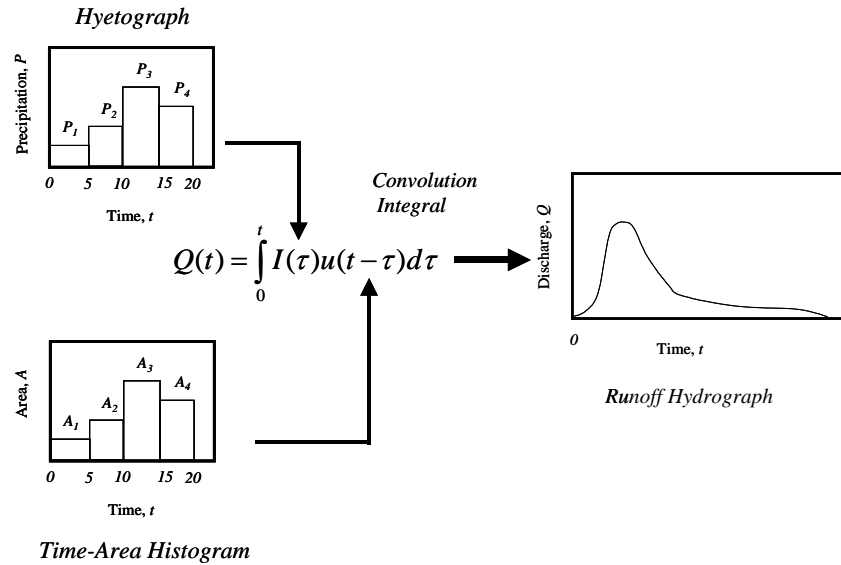 Hyetograph
Precipitation, P
P1
P2
P3
P4
0 5 10 15 20
Time, t
Convolution
Integral
Q(t) = ∫0t I(τ)u(t − τ)dτ
Discharge, Q
0
Time, t
Runoff Hydrograph
Area, A
A1
A2
A3
A4
0 5 10 15 20
Time, t
Time-Area Histogram